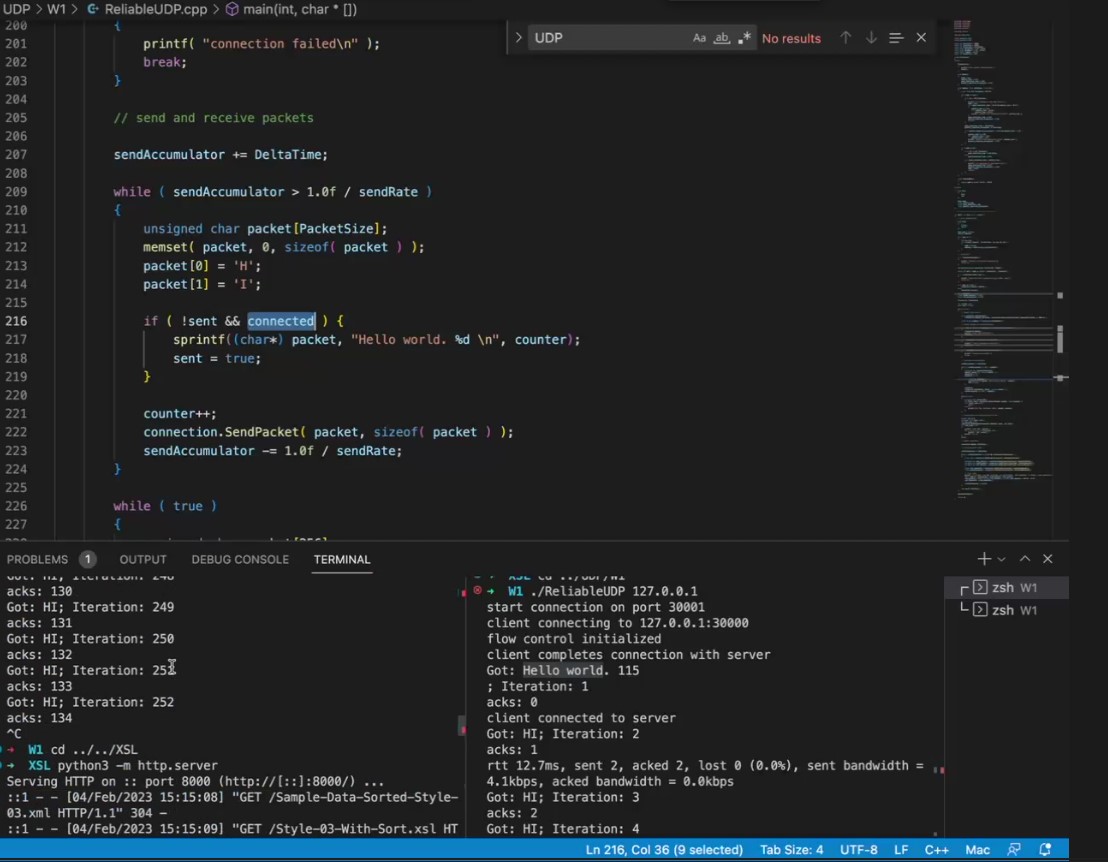 UDP > W1 > ReliableUDP.cpp > main(int, char * [])
UDP Aa ab .* No results
200 {
201 printf( "connection failed\n" );
202 break;
203 }
204
205 // send and receive packets
206
207 sendAccumulator += DeltaTime;
208
209 while ( sendAccumulator > 1.0f / sendRate )
210 {
211 unsigned char packet[PacketSize];
212 memset( packet, 0, sizeof( packet ) );
213 packet[0] = 'H';
214 packet[1] = 'I';
215
216 if ( !sent && connected ) {
217 sprintf((char*) packet, "Hello world. %d \n", counter);
218 sent = true;
219 }
220
221 counter++;
222 connection.SendPacket( packet, sizeof( packet ) );
223 sendAccumulator -= 1.0f / sendRate;
224 }
225
226 while ( true )
227 {
PROBLEMS 1 OUTPUT DEBUG CONSOLE TERMINAL
Got: HI; Iteration: 248
acks: 130
Got: HI; Iteration: 249
acks: 131
Got: HI; Iteration: 250
acks: 132
Got: HI; Iteration: 251
acks: 133
Got: HI; Iteration: 252
acks: 134
^C
➜ W1 cd ../../XSL
➜ XSL python3 -m http.server
Serving HTTP on :: port 8000 (http://[::]:8000/) ...
::1 - - [04/Feb/2023 15:15:08] "GET /Sample-Data-Sorted-Style-
03.xml HTTP/1.1" 304 -
::1 - - [04/Feb/2023 15:15:09] "GET /Style-03-With-Sort.xsl HT
➜ XSL cd ../UDP/W1
➜ W1 ./ReliableUDP 127.0.0.1
start connection on port 30001
client connecting to 127.0.0.1:30000
flow control initialized
client completes connection with server
Got: Hello world. 115
; Iteration: 1
acks: 0
client connected to server
Got: HI; Iteration: 2
acks: 1
rtt 12.7ms, sent 2, acked 2, lost 0 (0.0%), sent bandwidth =
4.1kbps, acked bandwidth = 0.0kbps
Got: HI; Iteration: 3
acks: 2
Got: HI; Iteration: 4
zsh W1
zsh W1
Ln 216, Col 36 (9 selected) Tab Size: 4 UTF-8 LF C++ Mac